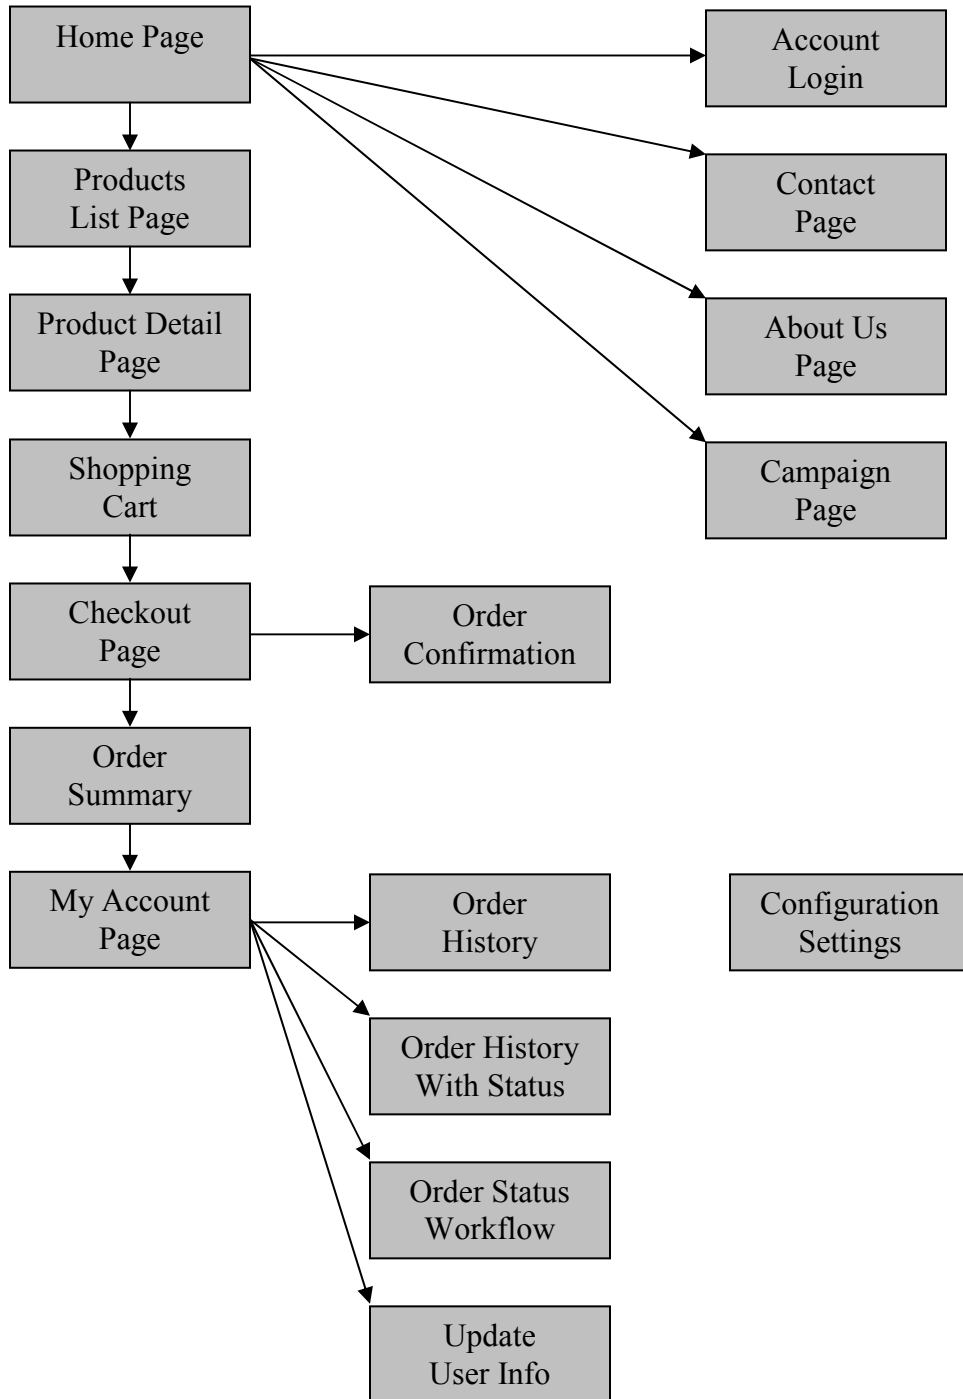 Home Page
Account
Login
Products
List Page
Contact
Page
Product Detail
Page
About Us
Page
Shopping
Cart
Campaign
Page
Checkout
Page
Order
Confirmation
Order
Summary
My Account
Page
Order
History
Configuration
Settings
Order History
With Status
Order Status
Workflow
Update
User Info